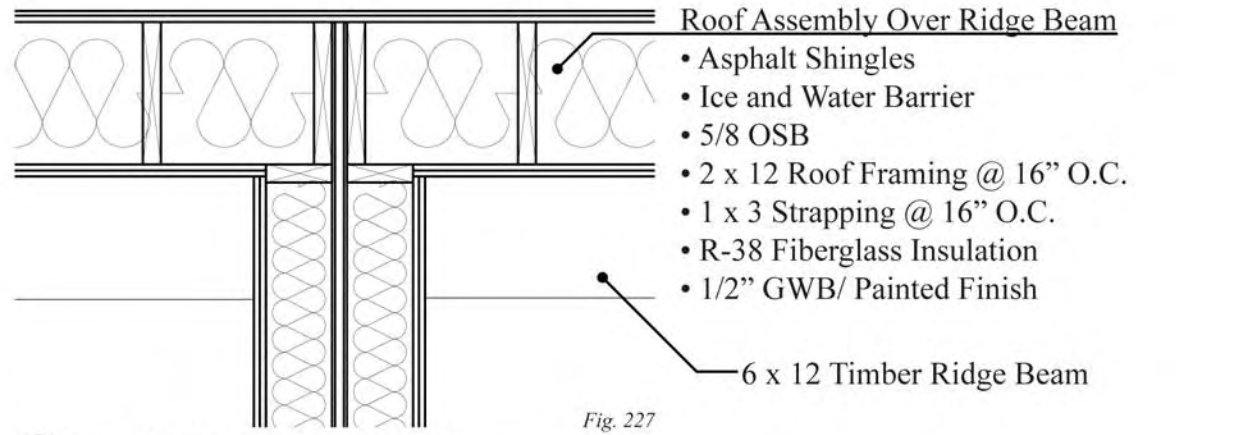 Roof Assembly Over Ridge Beam
• Asphalt Shingles
• Ice and Water Barrier
• 5/8 OSB
• 2 x 12 Roof Framing @ 16” O.C.
• 1 x 3 Strapping @ 16” O.C.
• R-38 Fiberglass Insulation
• 1/2” GWB/ Painted Finish
6 x 12 Timber Ridge Beam
Fig. 227